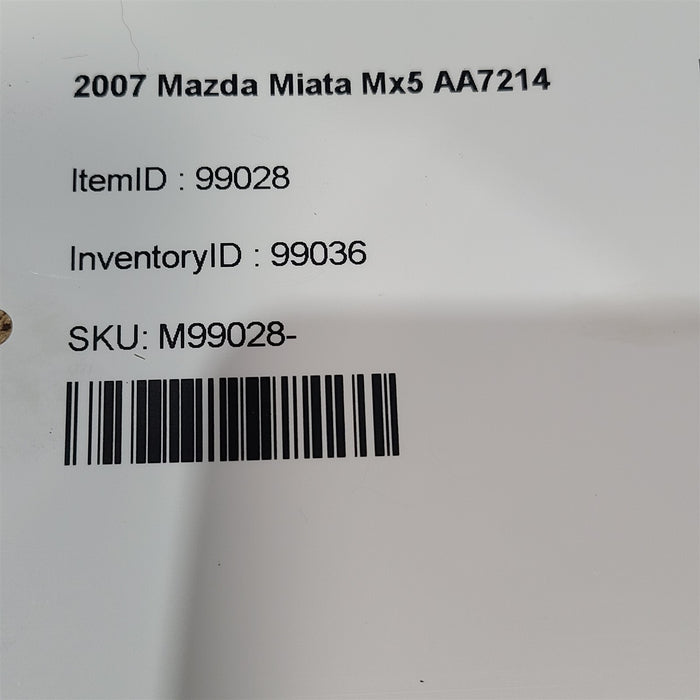 2007 Mazda Miata Mx5 AA7214
ItemID : 99028
InventoryID : 99036
SKU: M99028-